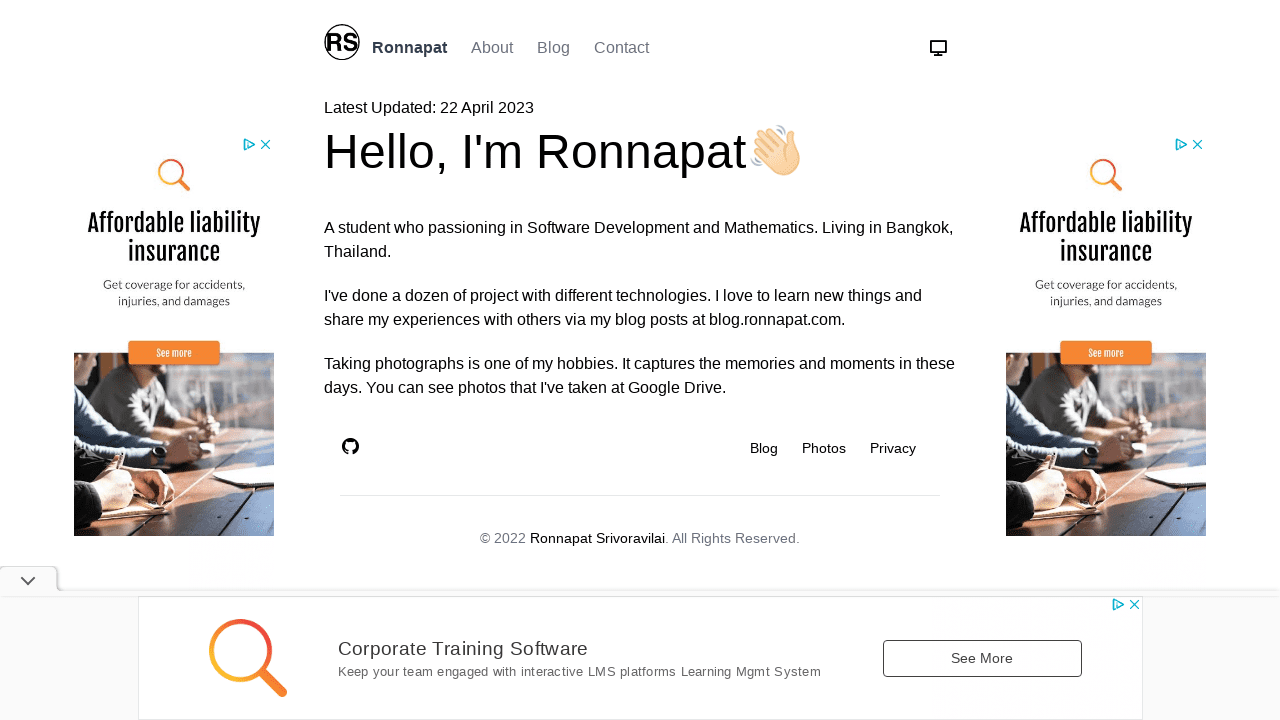 RS
Ronnapat About Blog Contact
Latest Updated: 22 April 2023
Hello, I'm Ronnapat👋🏻
A student who passioning in Software Development and Mathematics. Living in Bangkok,
Thailand.
I've done a dozen of project with different technologies. I love to learn new things and
share my experiences with others via my blog posts at blog.ronnapat.com.
Taking photographs is one of my hobbies. It captures the memories and moments in these
days. You can see photos that I've taken at Google Drive.
Blog Photos Privacy
© 2022 Ronnapat Srivoravilai. All Rights Reserved.
Affordable liability
insurance
Get coverage for accidents,
injuries, and damages
See more
Affordable liability
insurance
Get coverage for accidents,
injuries, and damages
See more
Corporate Training Software
Keep your team engaged with interactive LMS platforms Learning Mgmt System
See More